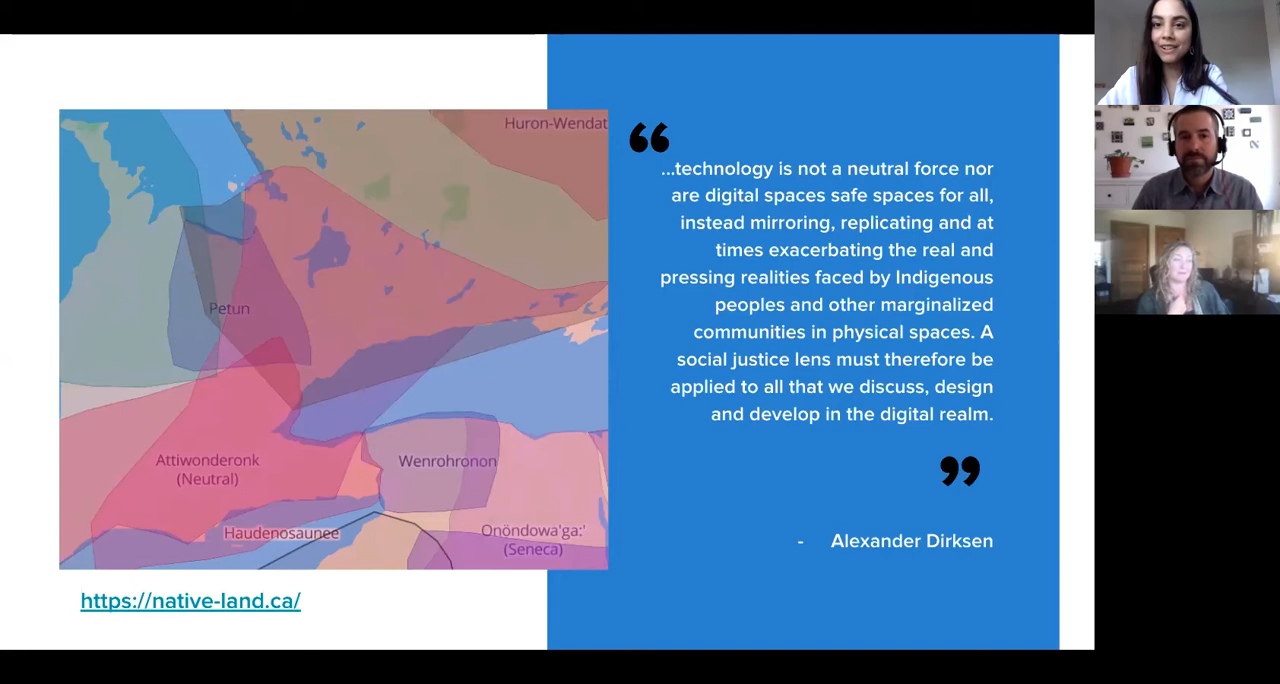 Huron-Wendat
Petun
Attiwonderonk
(Neutral)
Wenrohronon
Haudenosaunee
Onöndowa'ga:'
(Seneca)
https://native-land.ca/
“
...technology is not a neutral force nor
are digital spaces safe spaces for all,
instead mirroring, replicating and at
times exacerbating the real and
pressing realities faced by Indigenous
peoples and other marginalized
communities in physical spaces. A
social justice lens must therefore be
applied to all that we discuss, design
and develop in the digital realm.
”
- Alexander Dirksen